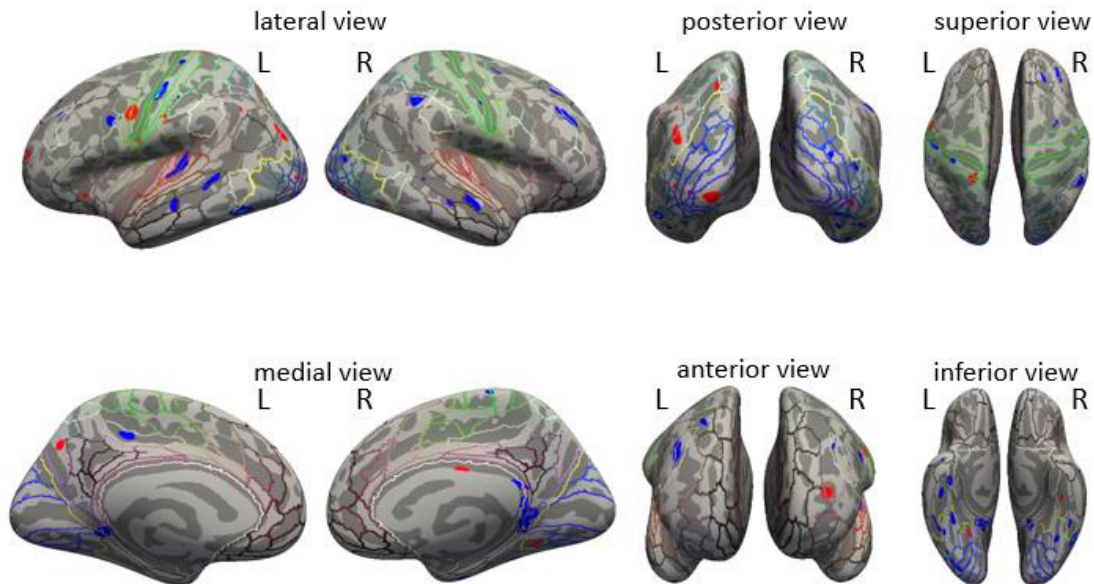 lateral view
L
R
posterior view
L
R
superior view
L
R
medial view
L
R
anterior view
L
R
inferior view
L
R